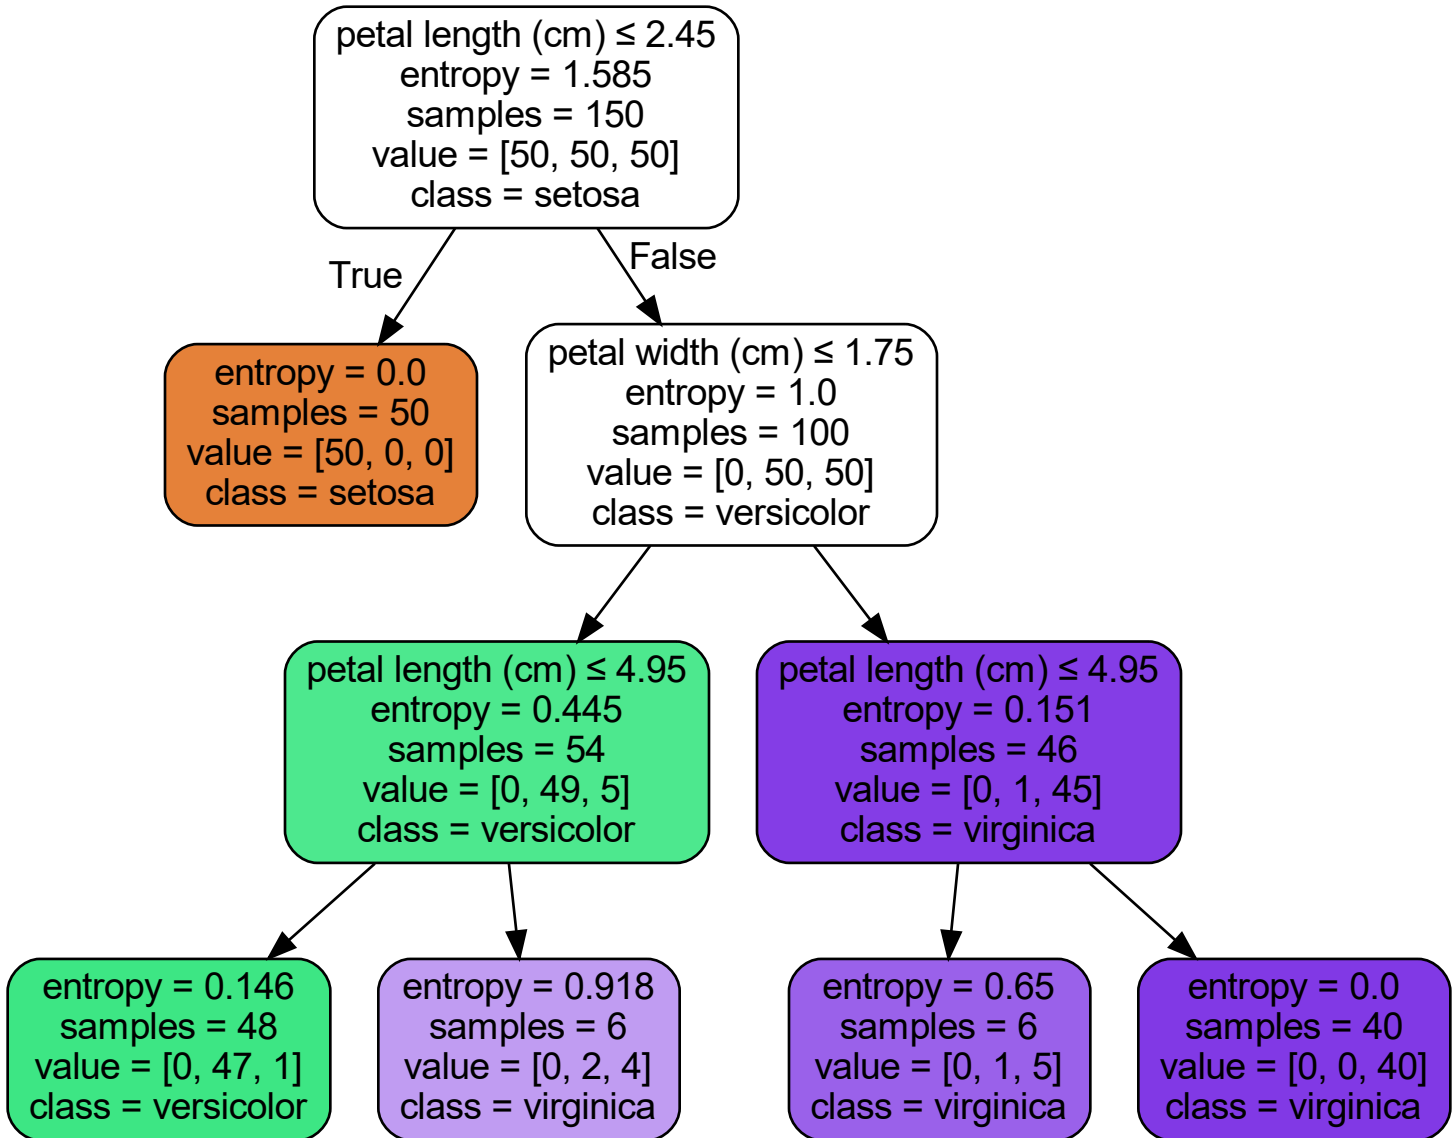 petal length (cm) ≤ 2.45
entropy = 1.585
samples = 150
value = [50, 50, 50]
class = setosa
True
False
entropy = 0.0
samples = 50
value = [50, 0, 0]
class = setosa
petal width (cm) ≤ 1.75
entropy = 1.0
samples = 100
value = [0, 50, 50]
class = versicolor
petal length (cm) ≤ 4.95
entropy = 0.445
samples = 54
value = [0, 49, 5]
class = versicolor
petal length (cm) ≤ 4.95
entropy = 0.151
samples = 46
value = [0, 1, 45]
class = virginica
entropy = 0.146
samples = 48
value = [0, 47, 1]
class = versicolor
entropy = 0.918
samples = 6
value = [0, 2, 4]
class = virginica
entropy = 0.65
samples = 6
value = [0, 1, 5]
class = virginica
entropy = 0.0
samples = 40
value = [0, 0, 40]
class = virginica